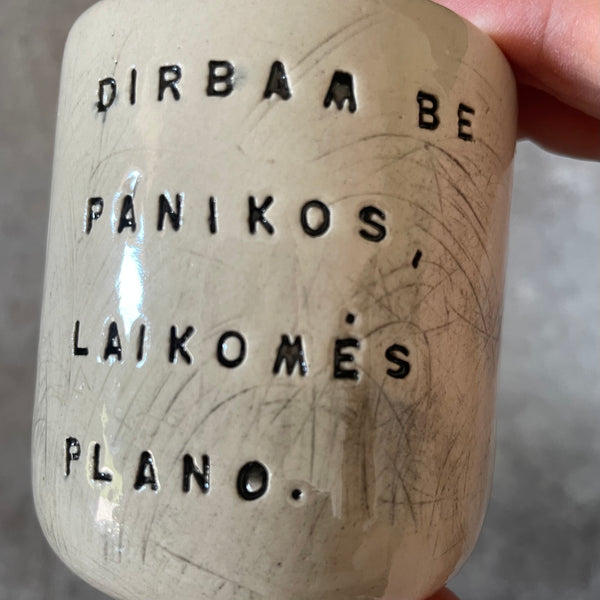 DIRBAM BE
PANIKOS,
LAIKOMĖS
PLANO.